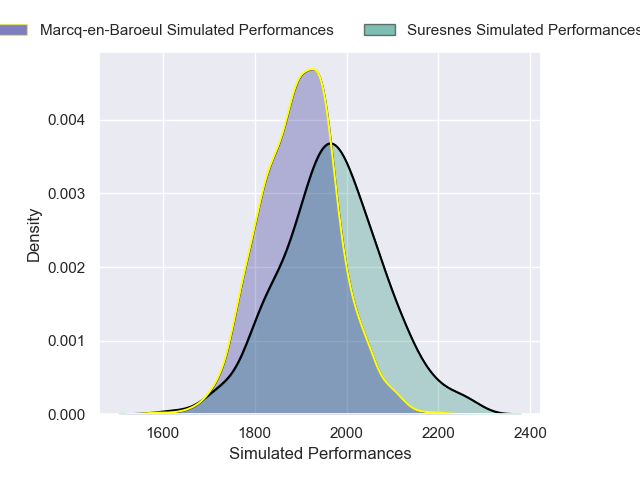 Marcq-en-Baroeul Simulated Performances
Suresnes Simulated Performances
0.004
0.003
0.002
0.001
0.000
Density
1600 1800 2000 2200 2400
Simulated Performances